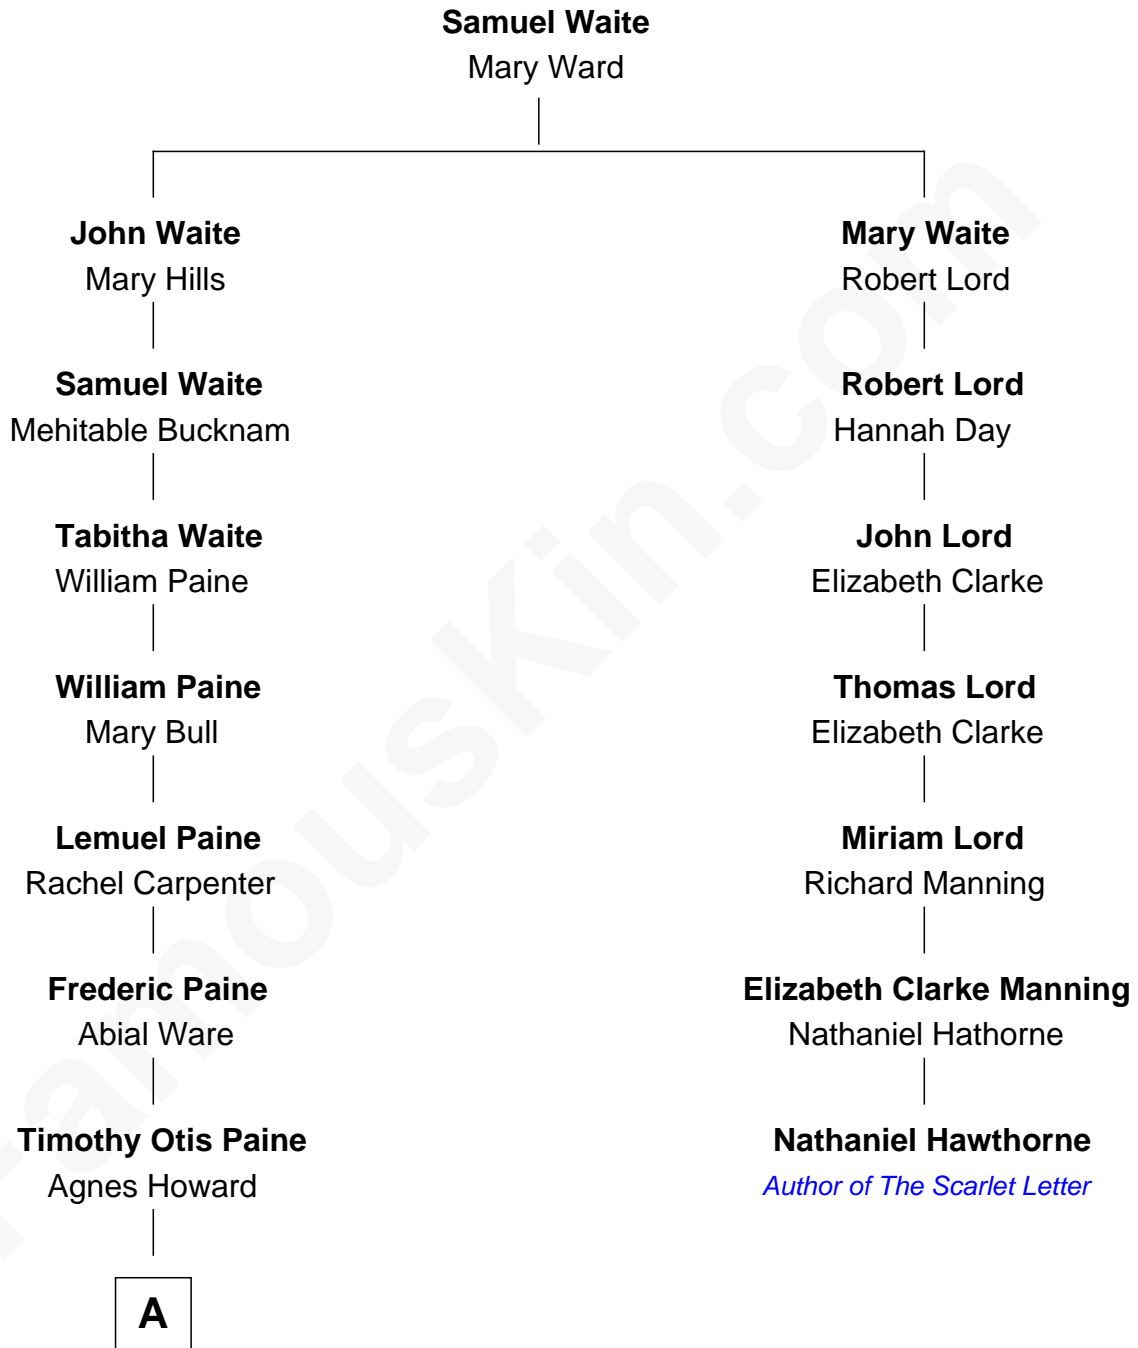 Samuel Waite
Mary Ward
John Waite
Mary Hills
Samuel Waite
Mehitable Bucknam
Tabitha Waite
William Paine
William Paine
Mary Bull
Lemuel Paine
Rachel Carpenter
Frederic Paine
Abial Ware
Timothy Otis Paine
Agnes Howard
A
Mary Waite
Robert Lord
Robert Lord
Hannah Day
John Lord
Elizabeth Clarke
Thomas Lord
Elizabeth Clarke
Miriam Lord
Richard Manning
Elizabeth Clarke Manning
Nathaniel Hathorne
Nathaniel Hawthorne
Author of The Scarlet Letter
FamousKin.com